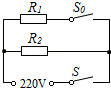 R₁ S₀
R₂
220V S